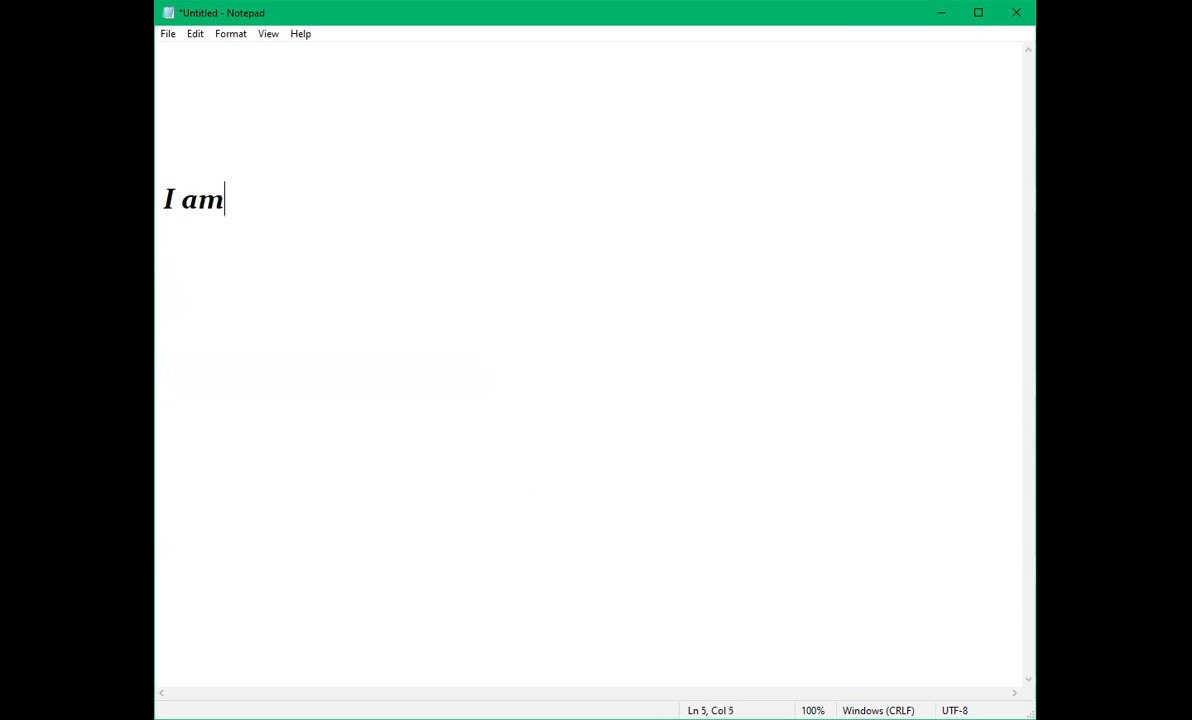 *Untitled - Notepad
File Edit Format View Help
I am
Ln 5, Col 5 100% Windows (CRLF) UTF-8